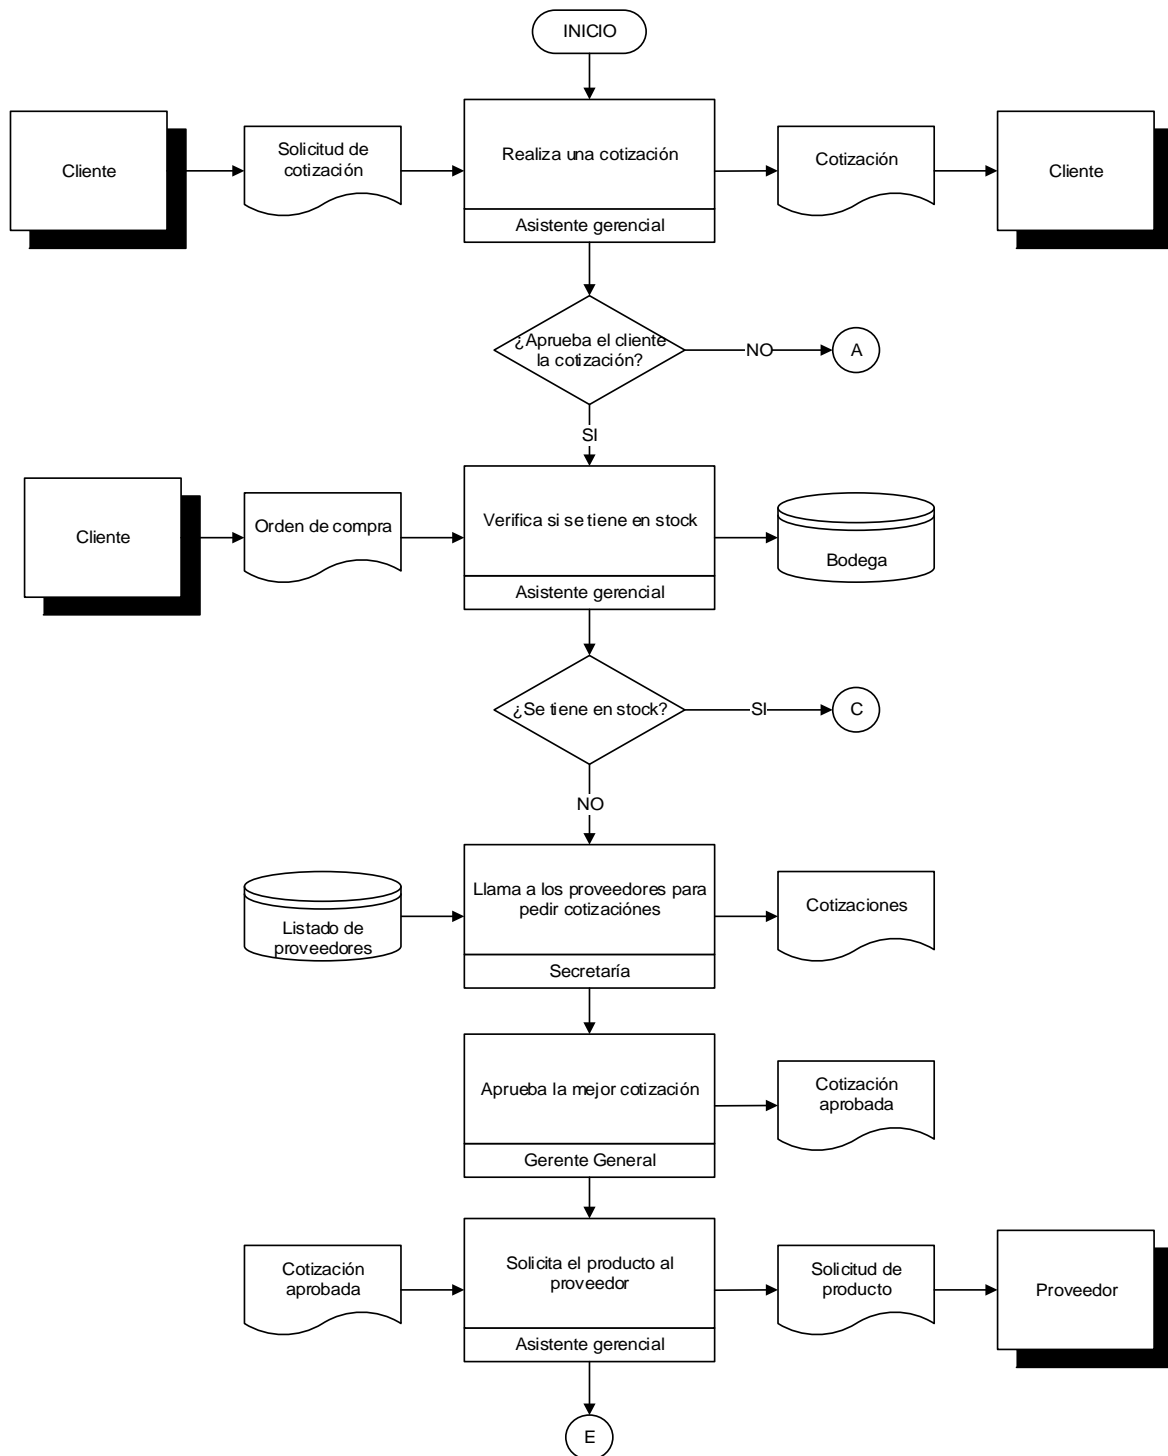 INICIO
Cliente
Solicitud de
cotización
Realiza una cotización
Asistente gerencial
Cotización
Cliente
¿Aprueba el cliente
la cotización?
NO
A
SI
Cliente
Orden de compra
Verifica si se tiene en stock
Asistente gerencial
Bodega
¿Se tiene en stock?
SI
C
NO
Listado de
proveedores
Llama a los proveedores para
pedir cotizaciónes
Secretaría
Cotizaciones
Aprueba la mejor cotización
Gerente General
Cotización
aprobada
Cotización
aprobada
Solicita el producto al
proveedor
Asistente gerencial
Solicitud de
producto
Proveedor
E